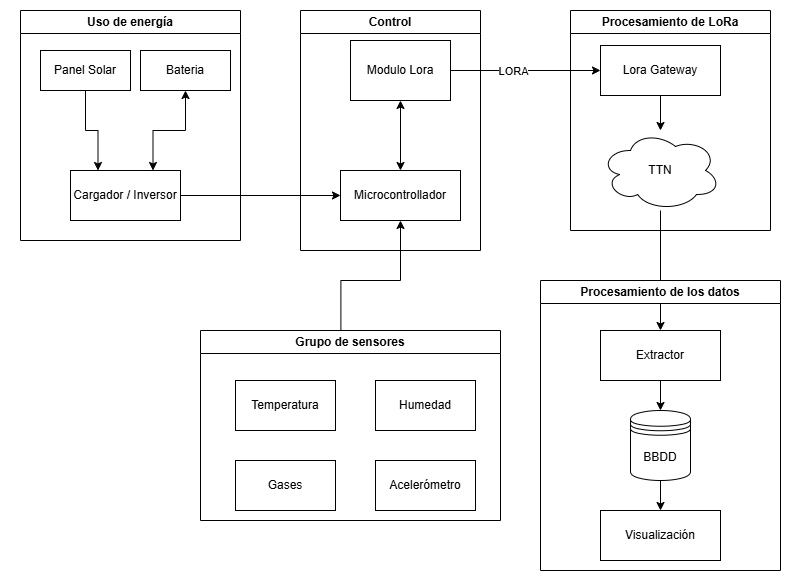 Uso de energía
Panel Solar
Bateria
Cargador / Inversor
Control
Modulo Lora
Microcontrollador
LORA
Procesamiento de LoRa
Lora Gateway
TTN
Grupo de sensores
Temperatura
Humedad
Gases
Acelerómetro
Procesamiento de los datos
Extractor
BBDD
Visualización